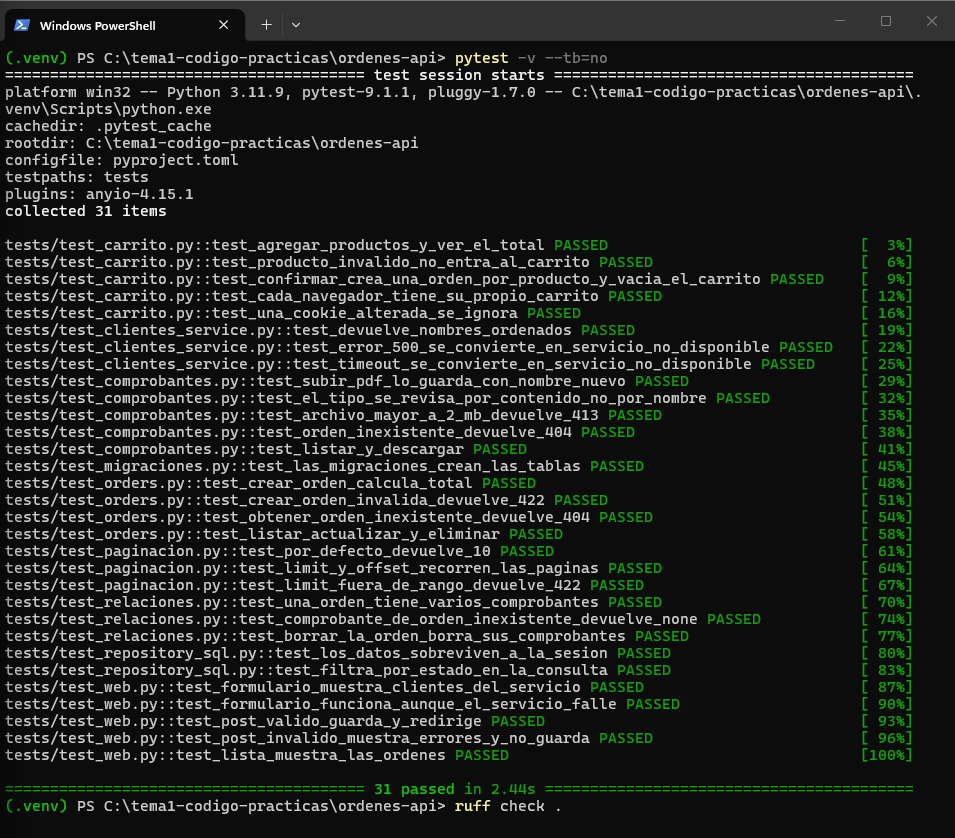 Windows PowerShell
(.venv) PS C:\tema1-codigo-practicas\ordenes-api> pytest -v --tb=no
======================================== test session starts ========================================
platform win32 -- Python 3.11.9, pytest-9.1.1, pluggy-1.7.0 -- C:\tema1-codigo-practicas\ordenes-api\.
venv\Scripts\python.exe
cachedir: .pytest_cache
rootdir: C:\tema1-codigo-practicas\ordenes-api
configfile: pyproject.toml
testpaths: tests
plugins: anyio-4.15.1
collected 31 items
tests/test_carrito.py::test_agregar_productos_y_ver_el_total PASSED [  3%]
tests/test_carrito.py::test_producto_invalido_no_entra_al_carrito PASSED [  6%]
tests/test_carrito.py::test_confirmar_crea_una_orden_por_producto_y_vacia_el_carrito PASSED [  9%]
tests/test_carrito.py::test_cada_navegador_tiene_su_propio_carrito PASSED [ 12%]
tests/test_carrito.py::test_una_cookie_alterada_se_ignora PASSED [ 16%]
tests/test_clientes_service.py::test_devuelve_nombres_ordenados PASSED [ 19%]
tests/test_clientes_service.py::test_error_500_se_convierte_en_servicio_no_disponible PASSED [ 22%]
tests/test_clientes_service.py::test_timeout_se_convierte_en_servicio_no_disponible PASSED [ 25%]
tests/test_comprobantes.py::test_subir_pdf_lo_guarda_con_nombre_nuevo PASSED [ 29%]
tests/test_comprobantes.py::test_el_tipo_se_revisa_por_contenido_no_por_nombre PASSED [ 32%]
tests/test_comprobantes.py::test_archivo_mayor_a_2_mb_devuelve_413 PASSED [ 35%]
tests/test_comprobantes.py::test_orden_inexistente_devuelve_404 PASSED [ 38%]
tests/test_comprobantes.py::test_listar_y_descargar PASSED [ 41%]
tests/test_migraciones.py::test_las_migraciones_crean_las_tablas PASSED [ 45%]
tests/test_orders.py::test_crear_orden_calcula_total PASSED [ 48%]
tests/test_orders.py::test_crear_orden_invalida_devuelve_422 PASSED [ 51%]
tests/test_orders.py::test_obtener_orden_inexistente_devuelve_404 PASSED [ 54%]
tests/test_orders.py::test_listar_actualizar_y_eliminar PASSED [ 58%]
tests/test_paginacion.py::test_por_defecto_devuelve_10 PASSED [ 61%]
tests/test_paginacion.py::test_limit_y_offset_recorren_las_paginas PASSED [ 64%]
tests/test_paginacion.py::test_limit_fuera_de_rango_devuelve_422 PASSED [ 67%]
tests/test_relaciones.py::test_una_orden_tiene_varios_comprobantes PASSED [ 70%]
tests/test_relaciones.py::test_comprobante_de_orden_inexistente_devuelve_none PASSED [ 74%]
tests/test_relaciones.py::test_borrar_la_orden_borra_sus_comprobantes PASSED [ 77%]
tests/test_repository_sql.py::test_los_datos_sobreviven_a_la_sesion PASSED [ 80%]
tests/test_repository_sql.py::test_filtra_por_estado_en_la_consulta PASSED [ 83%]
tests/test_web.py::test_formulario_muestra_clientes_del_servicio PASSED [ 87%]
tests/test_web.py::test_formulario_funciona_aunque_el_servicio_falle PASSED [ 90%]
tests/test_web.py::test_post_valido_guarda_y_redirige PASSED [ 93%]
tests/test_web.py::test_post_invalido_muestra_errores_y_no_guarda PASSED [ 96%]
tests/test_web.py::test_lista_muestra_las_ordenes PASSED [100%]
======================================== 31 passed in 2.44s =========================================
(.venv) PS C:\tema1-codigo-practicas\ordenes-api> ruff check .